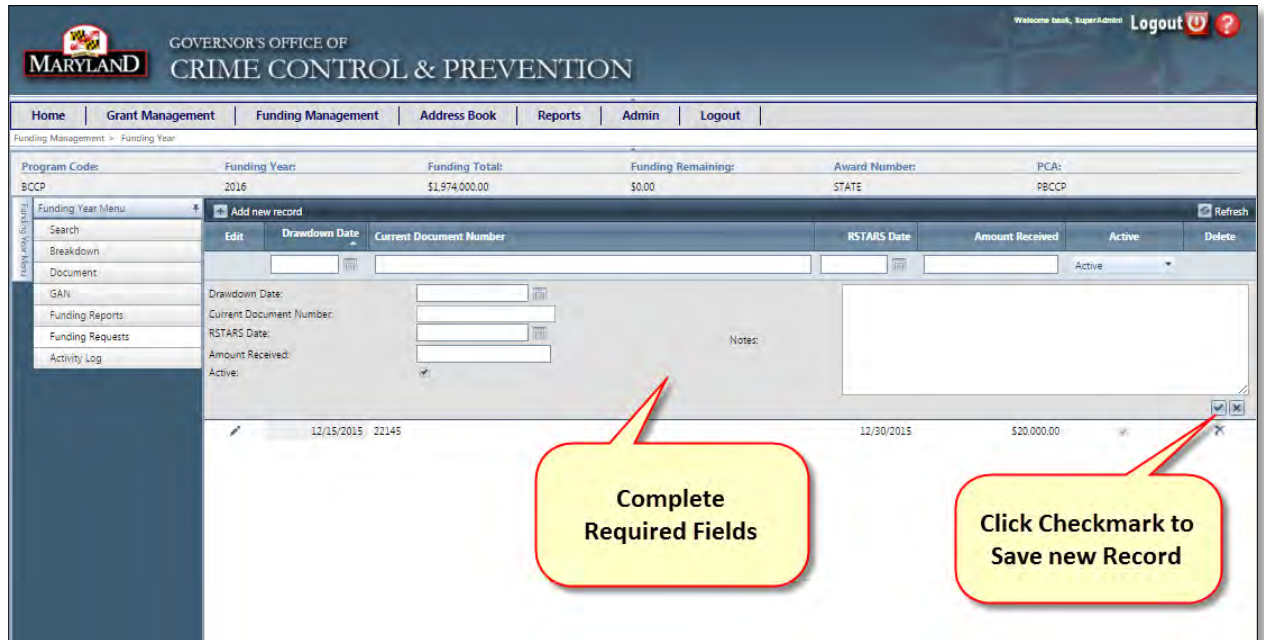 Welcome back, SuperAdmin!
Logout
?
MARYLAND
GOVERNOR'S OFFICE OF
CRIME CONTROL & PREVENTION
Home | Grant Management | Funding Management | Address Book | Reports | Admin | Logout
Funding Management > Funding Year
Program Code: Funding Year: Funding Total: Funding Remaining: Award Number: PCA:
BCCP 2016 $1,974,000.00 $0.00 STATE PBCCP
Funding Year Menu
Funding Year Menu
Search
Breakdown
Document
GAN
Funding Reports
Funding Requests
Activity Log
Add new record Refresh
Edit Drawdown Date Current Document Number RSTARS Date Amount Received Active Delete
Active
Drawdown Date:
Current Document Number:
RSTARS Date:
Amount Received:
Active:
Notes:
12/15/2015 22145 12/30/2015 $20,000.00
Complete
Required Fields
Click Checkmark to
Save new Record